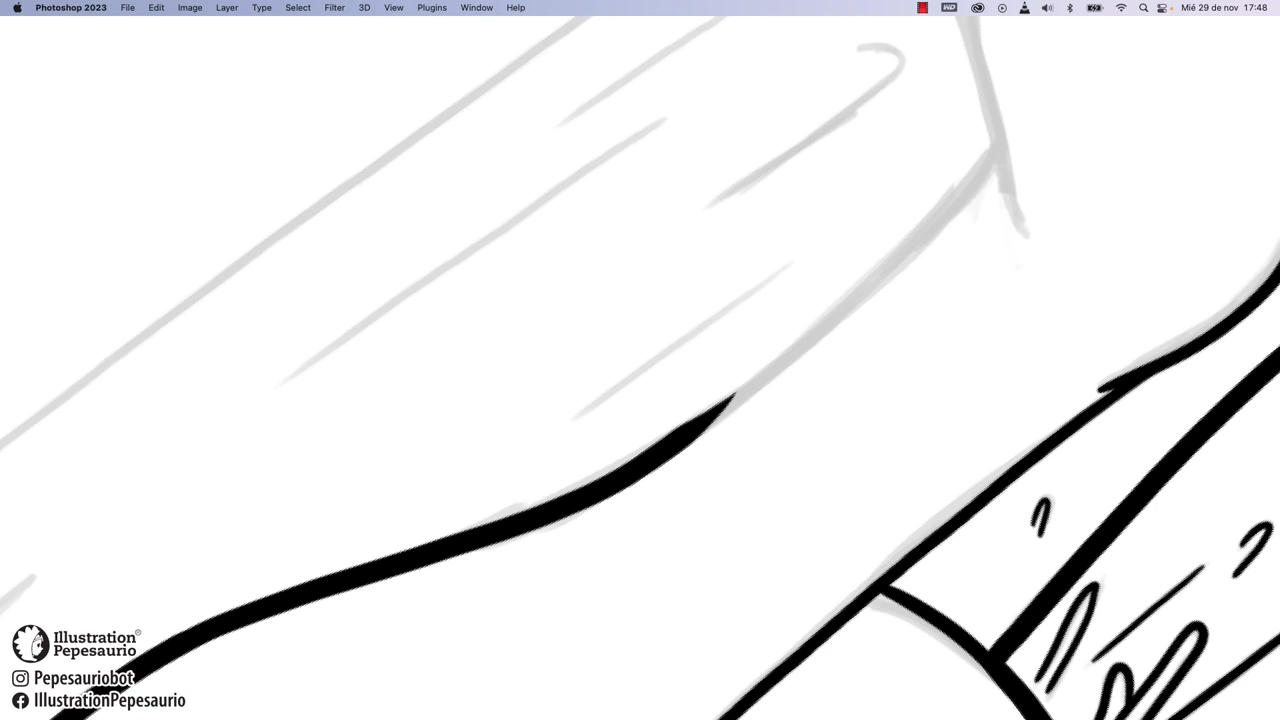 Photoshop 2023 File Edit Image Layer Type Select Filter 3D View Plugins Window Help Mié 29 de nov 17:48
Illustration®
Pepesaurio
Pepesauriobot
IllustrationPepesaurio